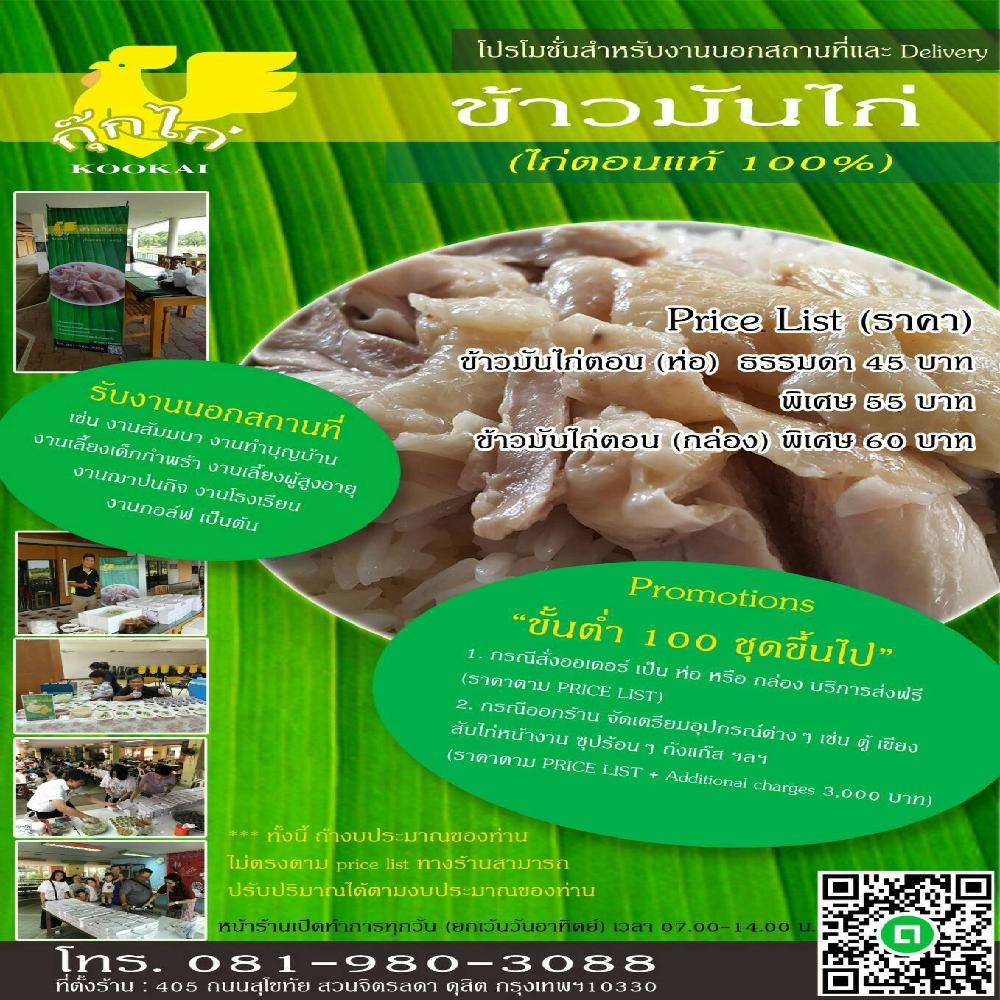 โปรโมชั่นสำหรับงานนอกสถานที่และ Delivery
ข้าวมันไก่
(ไก่ตอนแท้ 100%)
กุ๊กไก่
KOOKAI
Price List (ราคา)
ข้าวมันไก่ตอน (ห่อ) ธรรมดา 45 บาท
พิเศษ 55 บาท
ข้าวมันไก่ตอน (กล่อง) พิเศษ 60 บาท
รับงานนอกสถานที่
เช่น งานสัมมนา งานทำบุญบ้าน
งานเลี้ยงเด็กกำพร้า งานเลี้ยงผู้สูงอายุ
งานฌาปนกิจ งานโรงเรียน
งานกอล์ฟ เป็นต้น
Promotions
“ขั้นต่ำ 100 ชุดขึ้นไป”
1. กรณีสั่งออเดอร์ เป็น ห่อ หรือ กล่อง บริการส่งฟรี
(ราคาตาม PRICE LIST)
2. กรณีออกร้าน จัดเตรียมอุปกรณ์ต่าง ๆ เช่น ตู้ เขียง
สับไก่หน้างาน ซุปร้อน ๆ ถังแก๊ส ฯลฯ
(ราคาตาม PRICE LIST + Additional charges 3,000 บาท)
*** ทั้งนี้ ถ้างบประมาณของท่าน
ไม่ตรงตาม price list ทางร้านสามารถ
ปรับปริมาณได้ตามงบประมาณของท่าน
หน้าร้านเปิดทำการทุกวัน (ยกเว้นวันอาทิตย์) เวลา 07.00-14.00 น.
โทร. 081-980-3088
ที่ตั้งร้าน : 405 ถนนสุโขทัย สวนจิตรลดา ดุสิต กรุงเทพฯ10330